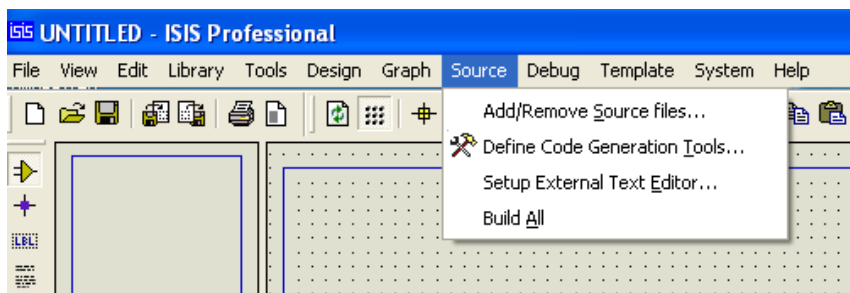 isis UNTITLED - ISIS Professional
File View Edit Library Tools Design Graph Source Debug Template System Help
Add/Remove Source files...
Define Code Generation Tools...
Setup External Text Editor...
Build All
LBL